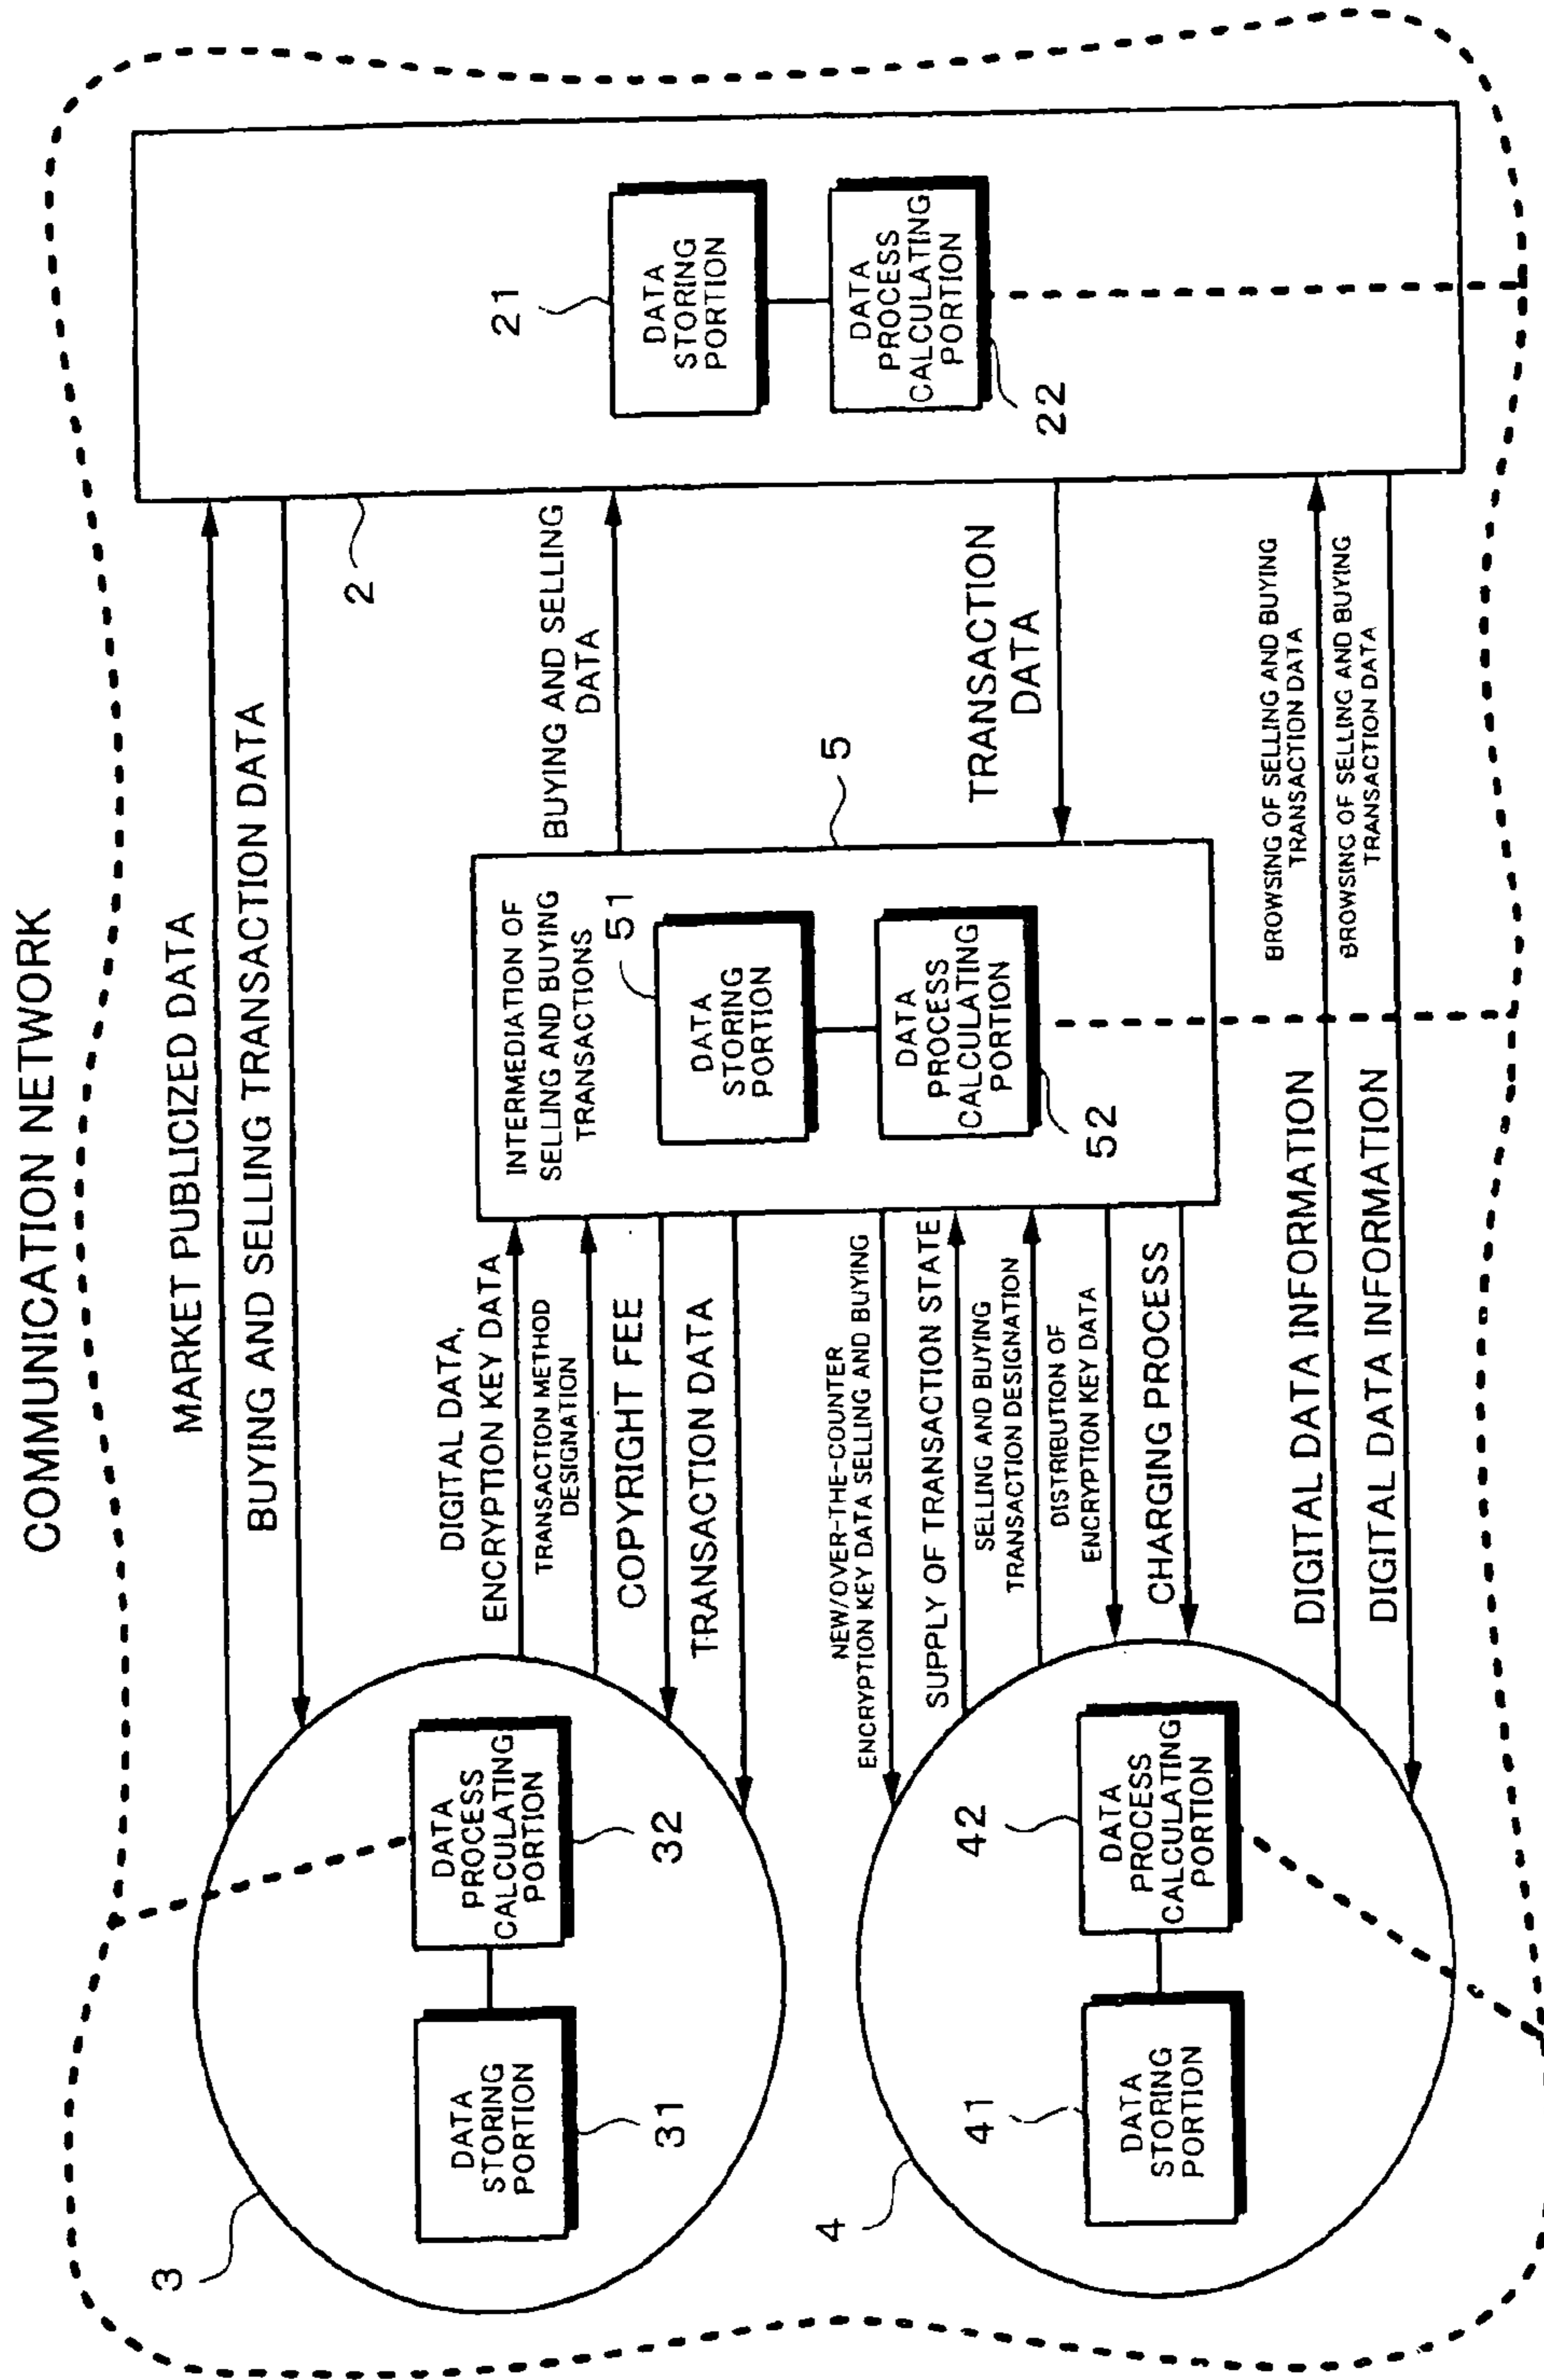 COMMUNICATION NETWORK
MARKET PUBLICIZED DATA
BUYING AND SELLING TRANSACTION DATA
3
DATA
STORING
PORTION
31
DATA
PROCESS
CALCULATING
PORTION
32
DIGITAL DATA,
ENCRYPTION KEY DATA
TRANSACTION METHOD
DESIGNATION
COPYRIGHT FEE
TRANSACTION DATA
INTERMEDIATION OF
SELLING AND BUYING
TRANSACTIONS
51
DATA
STORING
PORTION
DATA
PROCESS
CALCULATING
PORTION
52
5
BUYING AND SELLING
DATA
TRANSACTION
DATA
2
21
DATA
STORING
PORTION
DATA
PROCESS
CALCULATING
PORTION
22
4
41
DATA
STORING
PORTION
42
DATA
PROCESS
CALCULATING
PORTION
NEW/OVER-THE-COUNTER
ENCRYPTION KEY DATA SELLING AND BUYING
SUPPLY OF TRANSACTION STATE
SELLING AND BUYING
TRANSACTION DESIGNATION
DISTRIBUTION OF
ENCRYPTION KEY DATA
CHARGING PROCESS
DIGITAL DATA INFORMATION
BROWSING OF SELLING AND BUYING
TRANSACTION DATA
DIGITAL DATA INFORMATION
BROWSING OF SELLING AND BUYING
TRANSACTION DATA